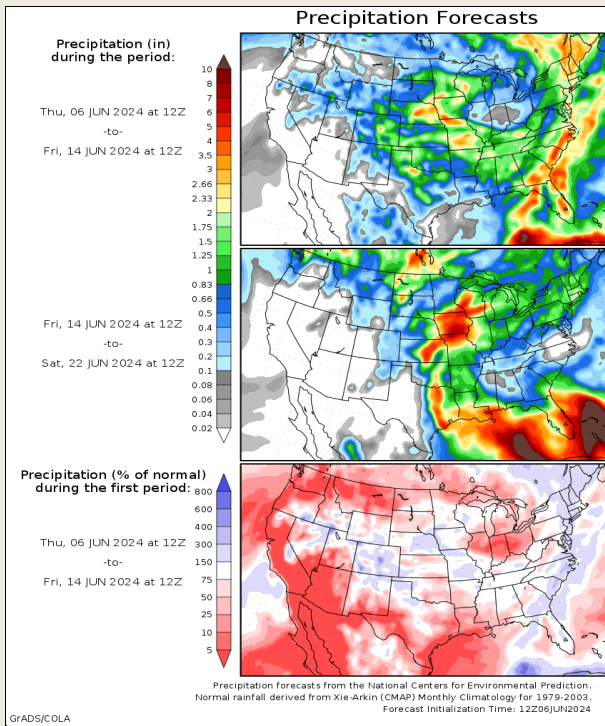 Precipitation Forecasts
Precipitation (in)
during the period:
Thu, 06 JUN 2024 at 12Z
-to-
Fri, 14 JUN 2024 at 12Z
10
8
7
6
5
4
3.5
3
2.66
2.33
2
1.75
1.5
1.25
1
0.83
0.66
0.5
0.4
0.3
0.2
0.1
0.08
0.06
0.04
0.02
Fri, 14 JUN 2024 at 12Z
-to-
Sat, 22 JUN 2024 at 12Z
Precipitation (% of normal)
during the first period:
Thu, 06 JUN 2024 at 12Z
-to-
Fri, 14 JUN 2024 at 12Z
800
600
400
300
150
75
50
25
10
5
Precipitation forecasts from the National Centers for Environmental Prediction.
Normal rainfall derived from Xie-Arkin (CMAP) Monthly Climatology for 1979-2003.
Forecast Initialization Time: 12Z06JUN2024
GrADS/COLA